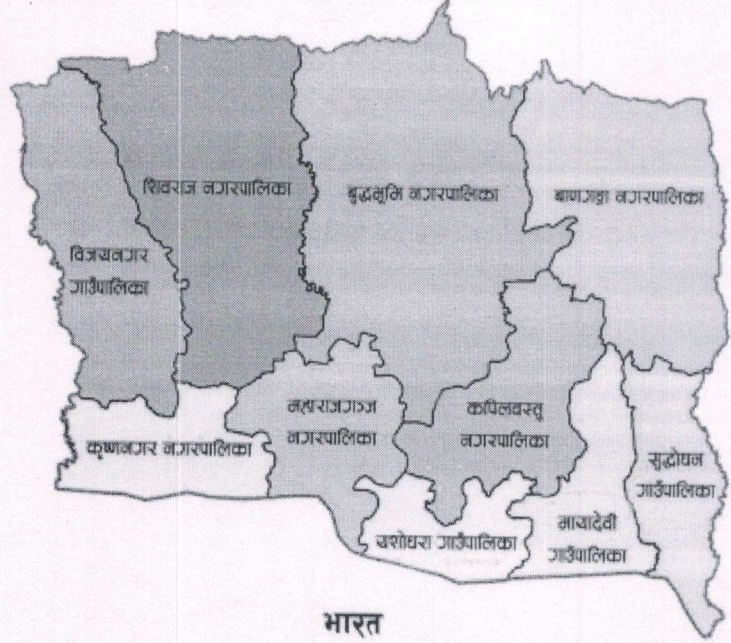 शिवराज नगरपालिका
बुद्धभूमि नगरपालिका
बाणगङ्गा नगरपालिका
विजयनगर
गाउँपालिका
महाराजगञ्ज
नगरपालिका
कपिलवस्तु
नगरपालिका
कृष्णनगर नगरपालिका
सुद्धोधन
गाउँपालिका
यशोधरा गाउँपालिका
मायादेवी
गाउँपालिका
भारत